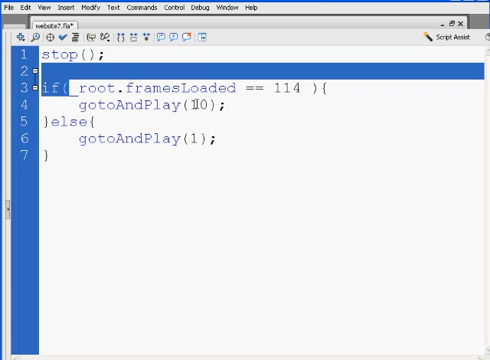 File Edit View Insert Modify Text Commands Control Debug Window Help
website7.fla*
Script Assist
1 stop();
2
3 if(_root.framesLoaded == 114 ){
4 gotoAndPlay(10);
5 }else{
6 gotoAndPlay(1);
7 }